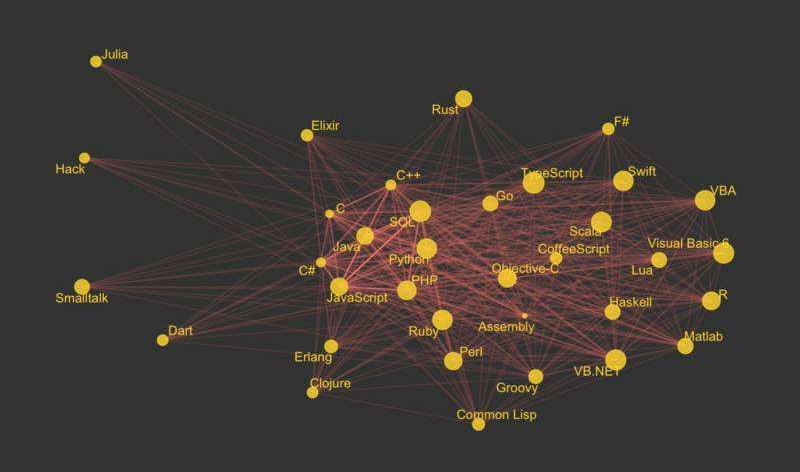 Julia
Rust
F#
Elixir
Hack
C++
TypeScript
Swift
VBA
Go
C
SQL
Scala
Java
Visual Basic 6
CoffeeScript
Python
C#
Objective-C
Lua
PHP
Smalltalk
JavaScript
R
Haskell
Dart
Ruby
Assembly
Matlab
Erlang
Perl
VB.NET
Clojure
Groovy
Common Lisp